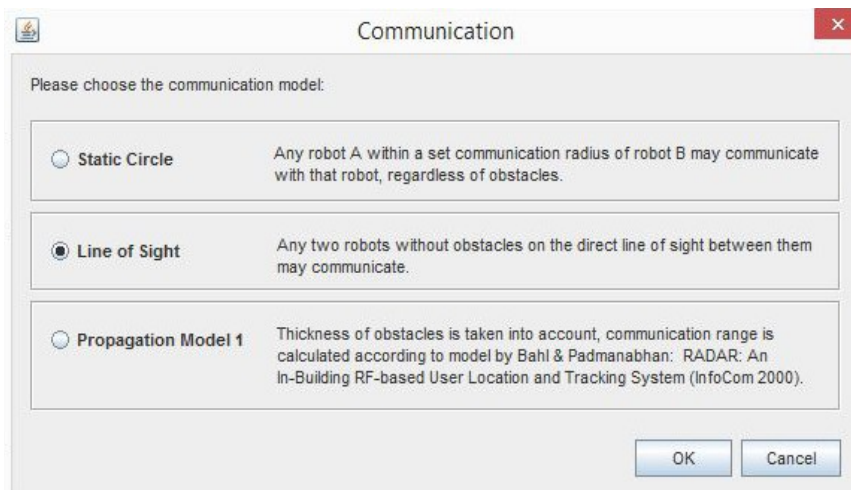 Communication
Please choose the communication model:
Static Circle
Any robot A within a set communication radius of robot B may communicate
with that robot, regardless of obstacles.
Line of Sight
Any two robots without obstacles on the direct line of sight between them
may communicate.
Propagation Model 1
Thickness of obstacles is taken into account, communication range is
calculated according to model by Bahl & Padmanabhan: RADAR: An
In-Building RF-based User Location and Tracking System (InfoCom 2000).
OK
Cancel